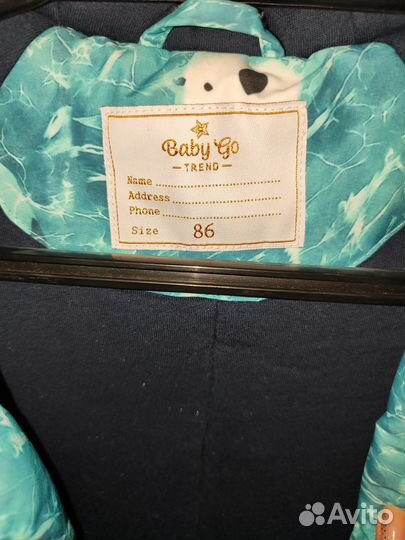 Baby Go
TREND
Name
Address
Phone
Size 86
Avito